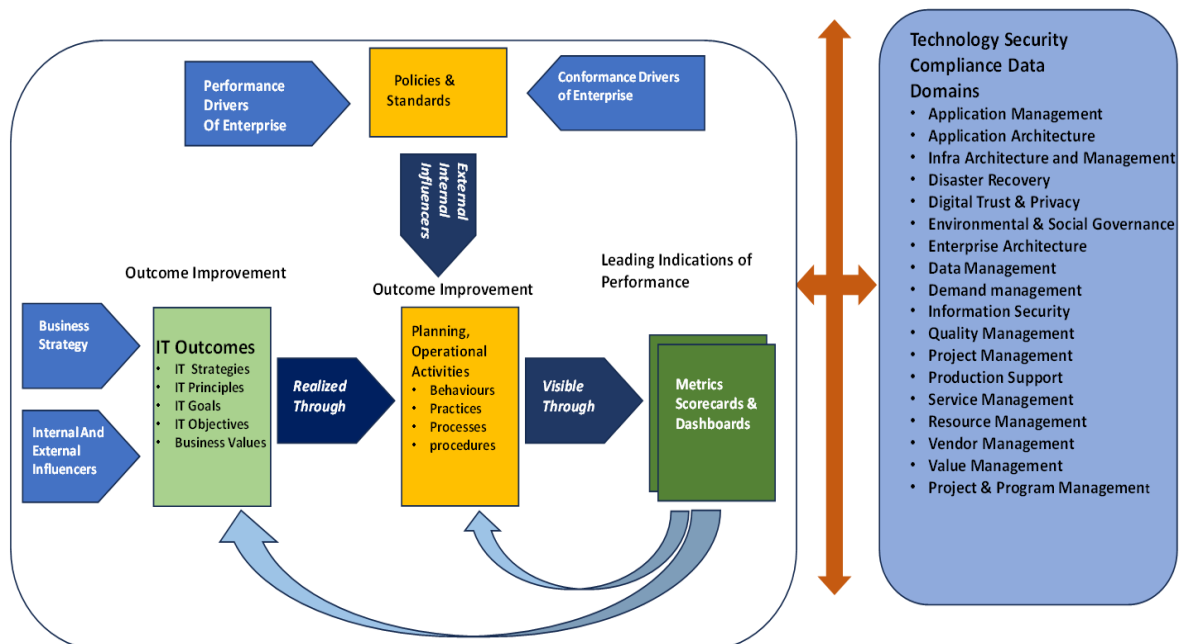 Performance
Drivers
Of Enterprise
Policies &
Standards
Conformance Drivers
of Enterprise
External
Internal
Influencers
Outcome Improvement
Outcome Improvement
Leading Indications of
Performance
Business
Strategy
Internal And
External
Influencers
IT Outcomes
• IT Strategies
• IT Principles
• IT Goals
• IT Objectives
• Business Values
Realized
Through
Planning,
Operational
Activities
• Behaviours
• Practices
• Processes
• procedures
Visible
Through
Metrics
Scorecards &
Dashboards
Technology Security
Compliance Data
Domains
• Application Management
• Application Architecture
• Infra Architecture and Management
• Disaster Recovery
• Digital Trust & Privacy
• Environmental & Social Governance
• Enterprise Architecture
• Data Management
• Demand management
• Information Security
• Quality Management
• Project Management
• Production Support
• Service Management
• Resource Management
• Vendor Management
• Value Management
• Project & Program Management